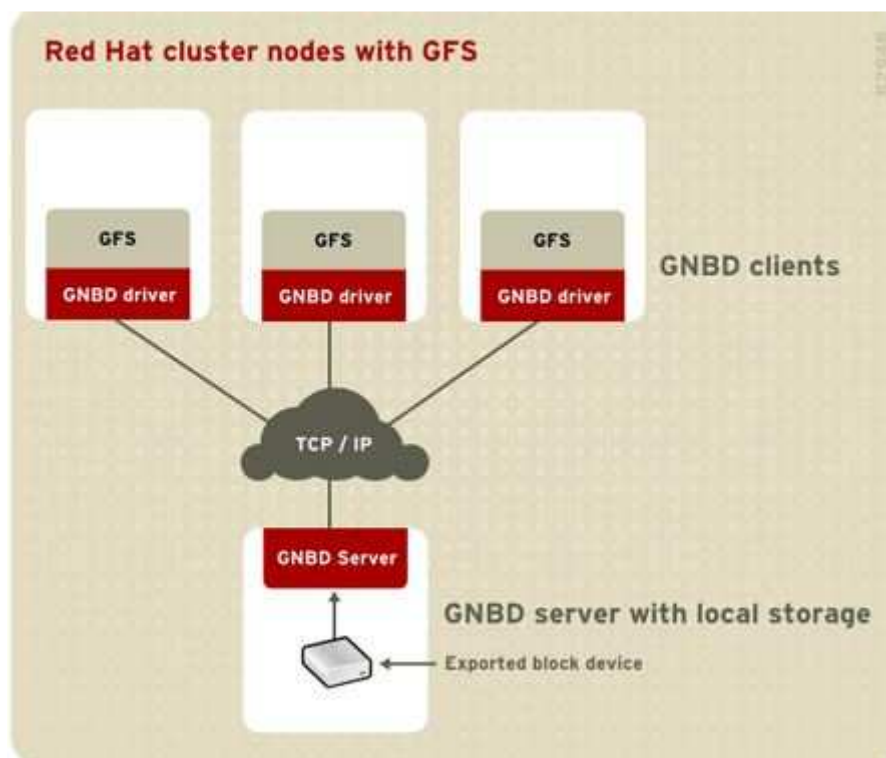 Red Hat cluster nodes with GFS
GFS
GFS
GFS
GNBD driver
GNBD driver
GNBD driver
GNBD clients
TCP / IP
GNBD Server
GNBD server with local storage
Exported block device